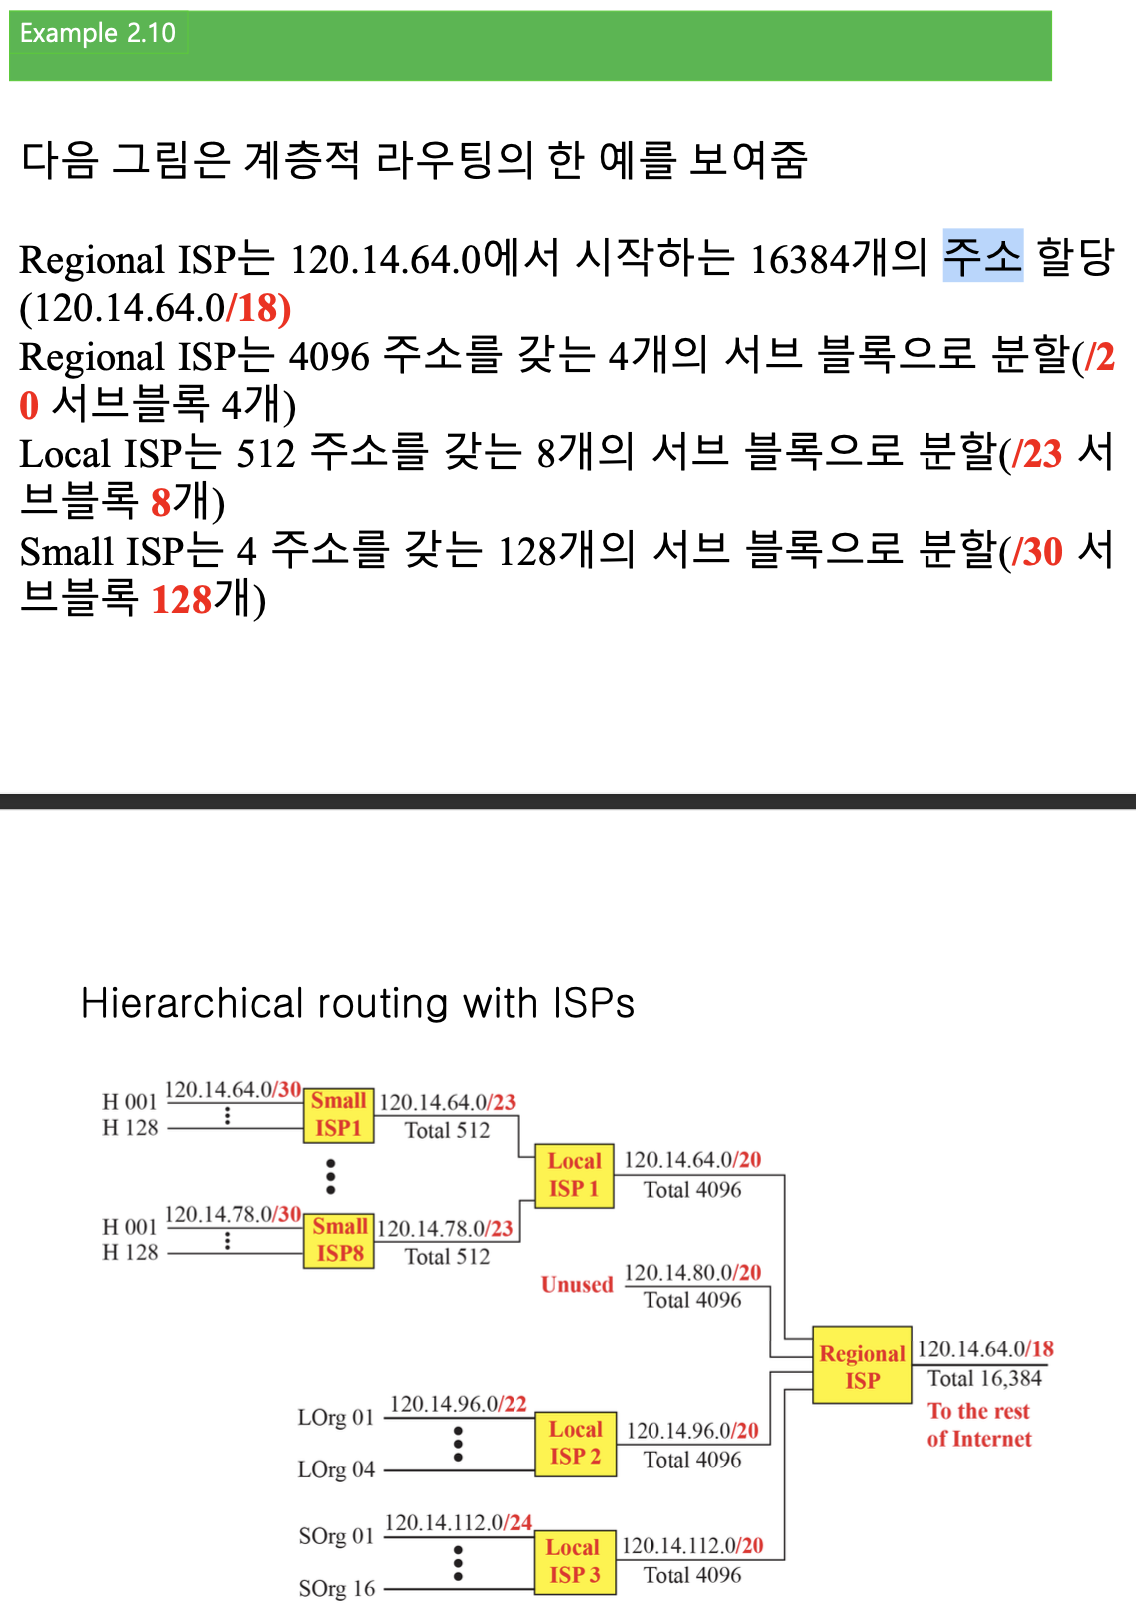 Example 2.10
다음 그림은 계층적 라우팅의 한 예를 보여줌
Regional ISP는 120.14.64.0에서 시작하는 16384개의 주소 할당
(120.14.64.0/18)
Regional ISP는 4096 주소를 갖는 4개의 서브 블록으로 분할(/2
0 서브블록 4개)
Local ISP는 512 주소를 갖는 8개의 서브 블록으로 분할(/23 서
브블록 8개)
Small ISP는 4 주소를 갖는 128개의 서브 블록으로 분할(/30 서
브블록 128개)
Hierarchical routing with ISPs
H 001
120.14.64.0/30
H 128
Small
ISP1
120.14.64.0/23
Total 512
H 001
120.14.78.0/30
H 128
Small
ISP8
120.14.78.0/23
Total 512
Local
ISP 1
120.14.64.0/20
Total 4096
Unused
120.14.80.0/20
Total 4096
LOrg 01
120.14.96.0/22
LOrg 04
Local
ISP 2
120.14.96.0/20
Total 4096
SOrg 01
120.14.112.0/24
SOrg 16
Local
ISP 3
120.14.112.0/20
Total 4096
Regional
ISP
120.14.64.0/18
Total 16,384
To the rest
of Internet